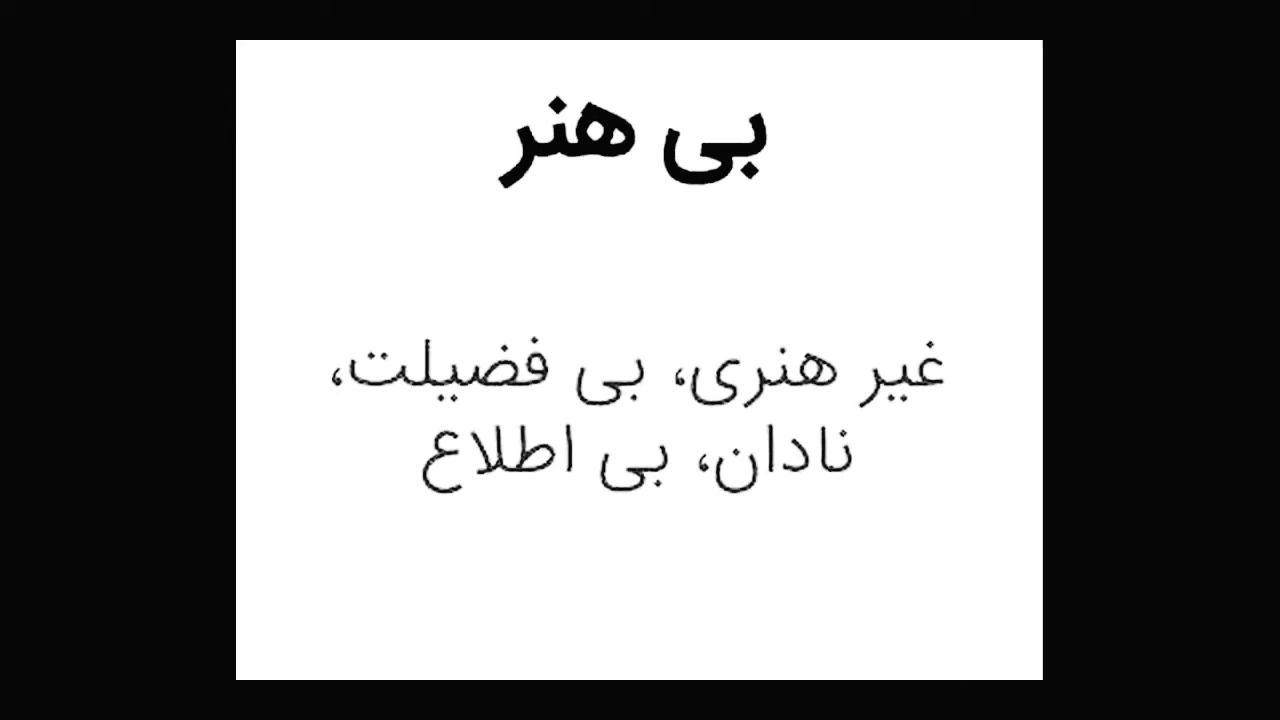 بی هنر
غیر هنری، بی فضیلت،
نادان، بی اطلاع